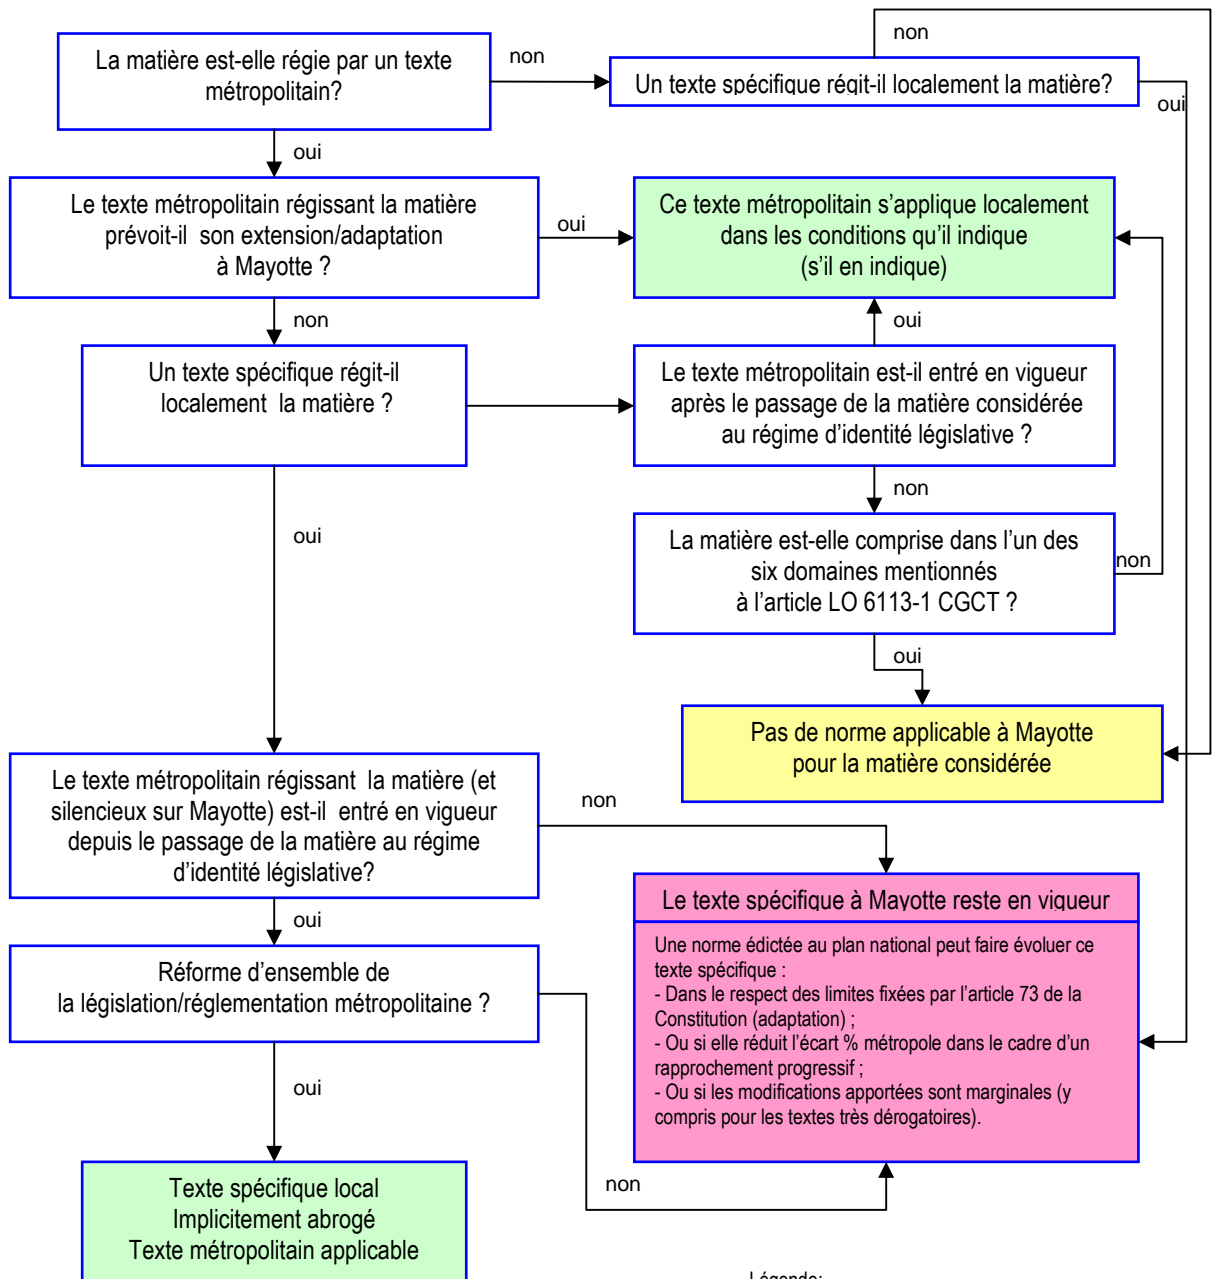 La matière est-elle régie par un texte
métropolitain?
non
non
Un texte spécifique régit-il localement la matière?
oui
oui
Le texte métropolitain régissant la matière
prévoit-il son extension/adaptation
à Mayotte ?
oui
Ce texte métropolitain s’applique localement
dans les conditions qu’il indique
(s’il en indique)
non
oui
Un texte spécifique régit-il
localement la matière ?
Le texte métropolitain est-il entré en vigueur
après le passage de la matière considérée
au régime d’identité législative ?
non
oui
La matière est-elle comprise dans l’un des
six domaines mentionnés
à l’article LO 6113-1 CGCT ?
non
oui
Pas de norme applicable à Mayotte
pour la matière considérée
Le texte métropolitain régissant la matière (et
silencieux sur Mayotte) est-il entré en vigueur
depuis le passage de la matière au régime
d’identité législative?
non
oui
Le texte spécifique à Mayotte reste en vigueur
Une norme édictée au plan national peut faire évoluer ce
texte spécifique :
- Dans le respect des limites fixées par l’article 73 de la
Constitution (adaptation) ;
- Ou si elle réduit l’écart % métropole dans le cadre d’un
rapprochement progressif ;
- Ou si les modifications apportées sont marginales (y
compris pour les textes très dérogatoires).
Réforme d’ensemble de
la législation/réglementation métropolitaine ?
oui
non
Texte spécifique local
Implicitement abrogé
Texte métropolitain applicable
Légende: